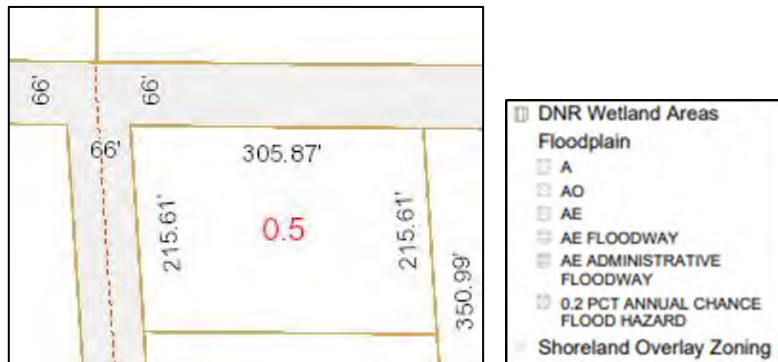 66'
66'
66'
305.87'
215.61'
0.5
215.61'
350.99'
DNR Wetland Areas
Floodplain
A
AO
AE
AE FLOODWAY
AE ADMINISTRATIVE
FLOODWAY
0.2 PCT ANNUAL CHANCE
FLOOD HAZARD
Shoreland Overlay Zoning